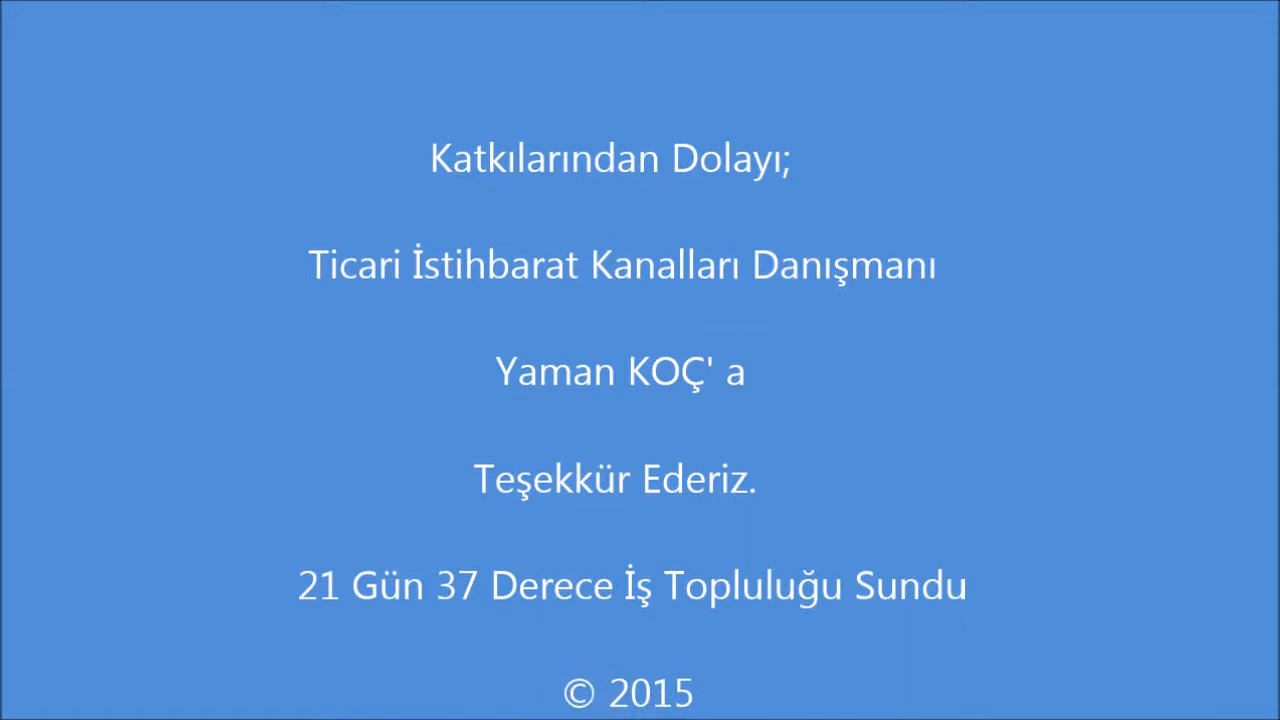 Katkılarından Dolayı;
Ticari İstihbarat Kanalları Danışmanı
Yaman KOÇ' a
Teşekkür Ederiz.
21 Gün 37 Derece İş Topluluğu Sundu
© 2015